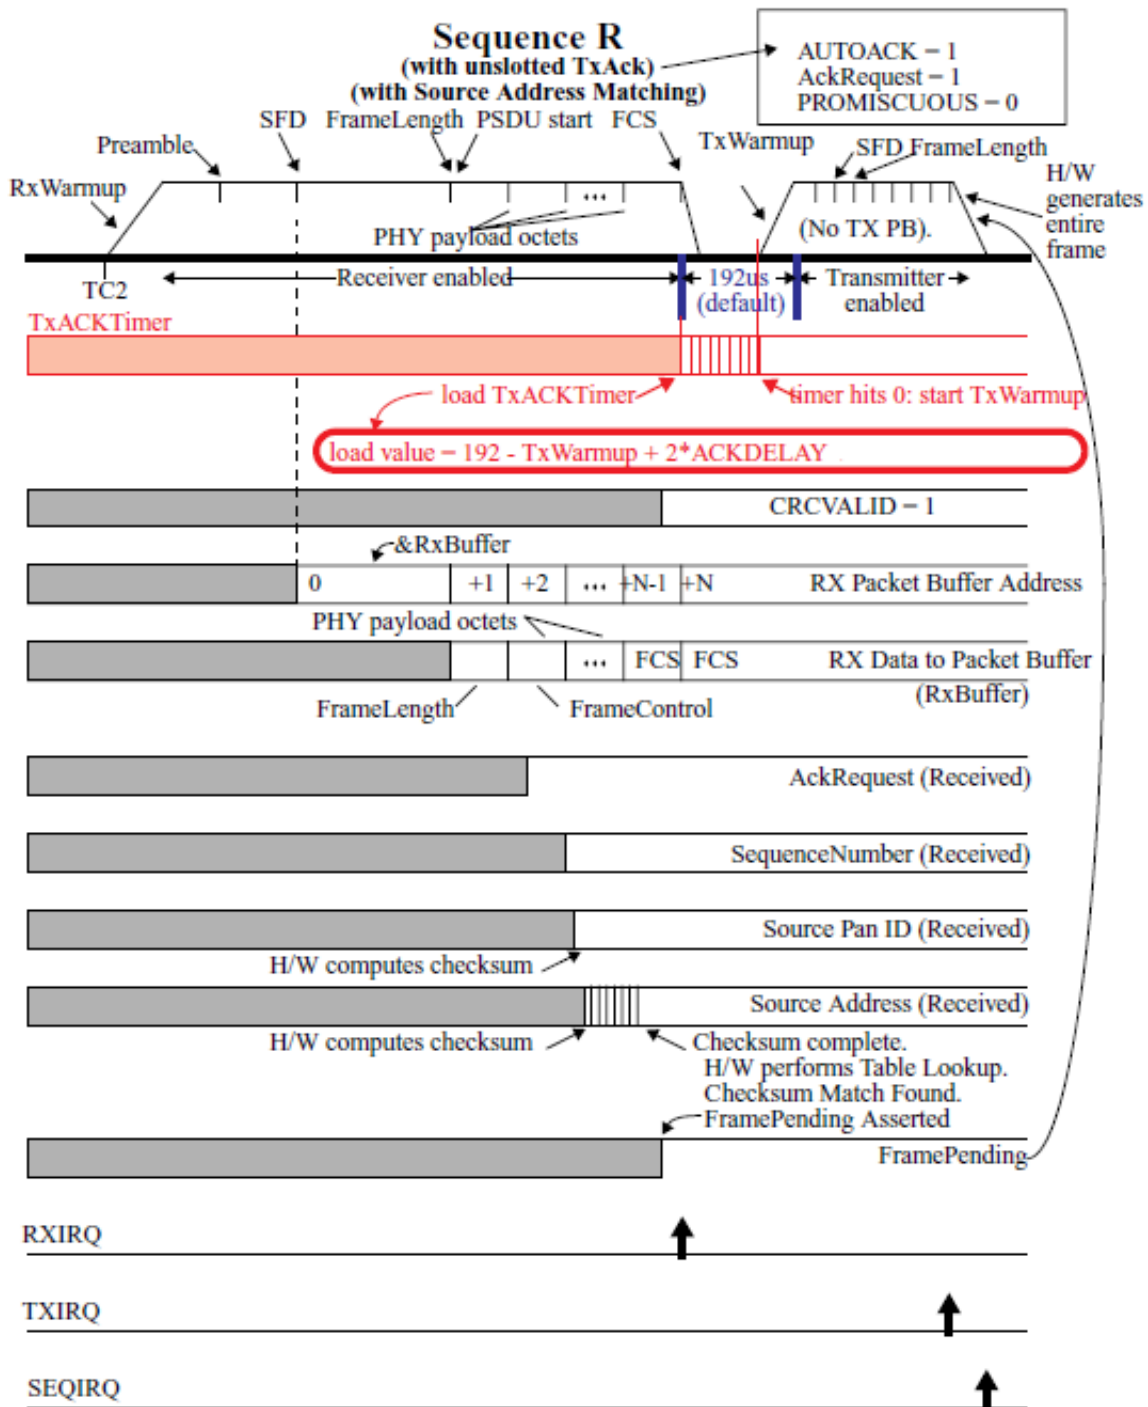 Sequence R
(with unslotted TxAck)
(with Source Address Matching)
AUTOACK = 1
AckRequest = 1
PROMISCUOUS = 0
SFD
FrameLength
PSDU start
FCS
TxWarmup
SFD FrameLength
Preamble
RxWarmup
H/W
generates
entire
frame
PHY payload octets
(No TX PB).
TC2
Receiver enabled
192us
(default)
Transmitter
enabled
TxACKTimer
load TxACKTimer
timer hits 0: start TxWarmup
load value = 192 - TxWarmup + 2*ACKDELAY
CRCVALID = 1
&RxBuffer
0
+1
+2
...
+N-1
+N
RX Packet Buffer Address
PHY payload octets
...
FCS
FCS
RX Data to Packet Buffer
(RxBuffer)
FrameLength
FrameControl
AckRequest (Received)
SequenceNumber (Received)
Source Pan ID (Received)
H/W computes checksum
Source Address (Received)
H/W computes checksum
Checksum complete.
H/W performs Table Lookup.
Checksum Match Found.
FramePending Asserted
FramePending
RXIRQ
TXIRQ
SEQIRQ